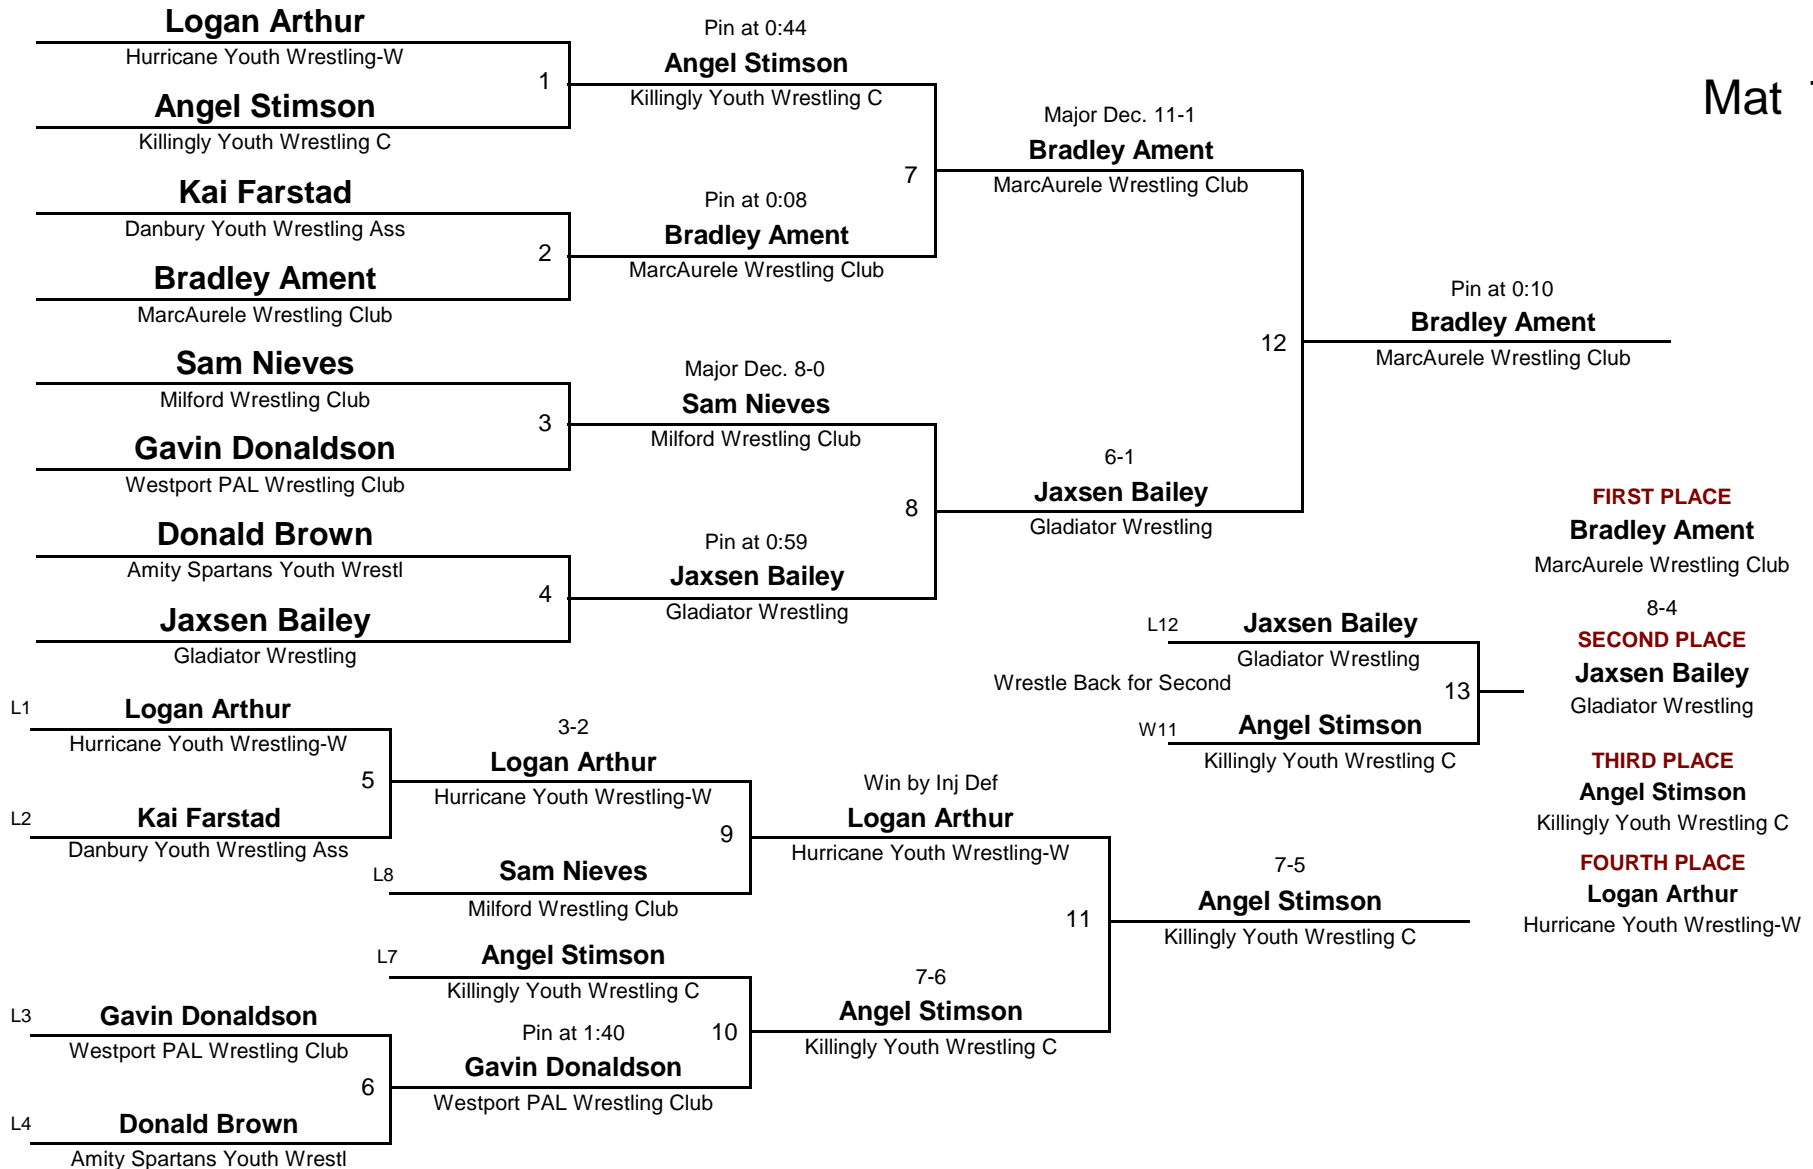 Logan Arthur
Hurricane Youth Wrestling-W
1
Angel Stimson
Killingly Youth Wrestling C
Kai Farstad
Danbury Youth Wrestling Ass
2
Bradley Ament
MarcAurele Wrestling Club
Sam Nieves
Milford Wrestling Club
3
Gavin Donaldson
Westport PAL Wrestling Club
Donald Brown
Amity Spartans Youth Wrestl
4
Jaxsen Bailey
Gladiator Wrestling
Pin at 0:44
Angel Stimson
Killingly Youth Wrestling C
7
Pin at 0:08
Bradley Ament
MarcAurele Wrestling Club
Major Dec. 8-0
Sam Nieves
Milford Wrestling Club
8
Pin at 0:59
Jaxsen Bailey
Gladiator Wrestling
Major Dec. 11-1
Bradley Ament
MarcAurele Wrestling Club
12
6-1
Jaxsen Bailey
Gladiator Wrestling
Mat
Pin at 0:10
Bradley Ament
MarcAurele Wrestling Club
L1
Logan Arthur
Hurricane Youth Wrestling-W
5
L2
Kai Farstad
Danbury Youth Wrestling Ass
3-2
Logan Arthur
Hurricane Youth Wrestling-W
9
L8
Sam Nieves
Milford Wrestling Club
L7
Angel Stimson
Killingly Youth Wrestling C
10
L3
Gavin Donaldson
Westport PAL Wrestling Club
6
L4
Donald Brown
Amity Spartans Youth Wrestl
Pin at 1:40
Gavin Donaldson
Westport PAL Wrestling Club
Win by Inj Def
Logan Arthur
Hurricane Youth Wrestling-W
11
7-6
Angel Stimson
Killingly Youth Wrestling C
7-5
Angel Stimson
Killingly Youth Wrestling C
L12
Jaxsen Bailey
Gladiator Wrestling
Wrestle Back for Second
13
W11
Angel Stimson
Killingly Youth Wrestling C
FIRST PLACE
Bradley Ament
MarcAurele Wrestling Club
8-4
SECOND PLACE
Jaxsen Bailey
Gladiator Wrestling
THIRD PLACE
Angel Stimson
Killingly Youth Wrestling C
FOURTH PLACE
Logan Arthur
Hurricane Youth Wrestling-W